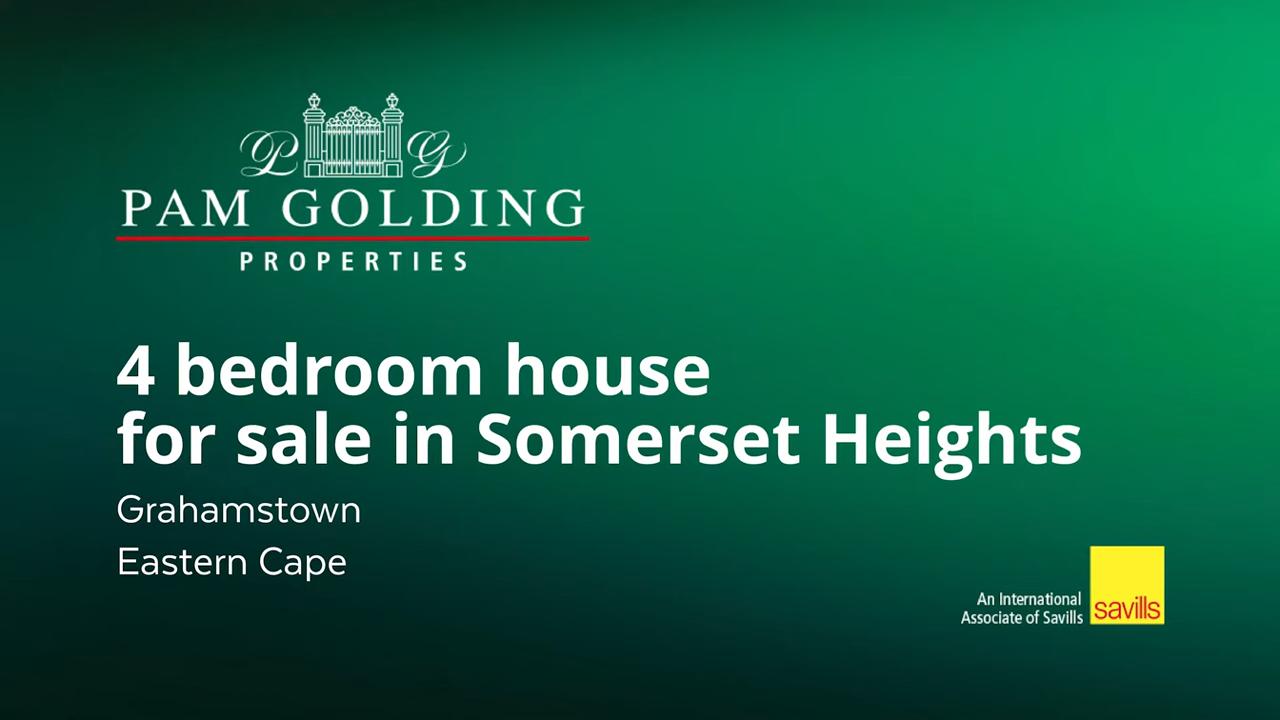 P G
PAM GOLDING
PROPERTIES
4 bedroom house
for sale in Somerset Heights
Grahamstown
Eastern Cape
An International
Associate of Savills
savills